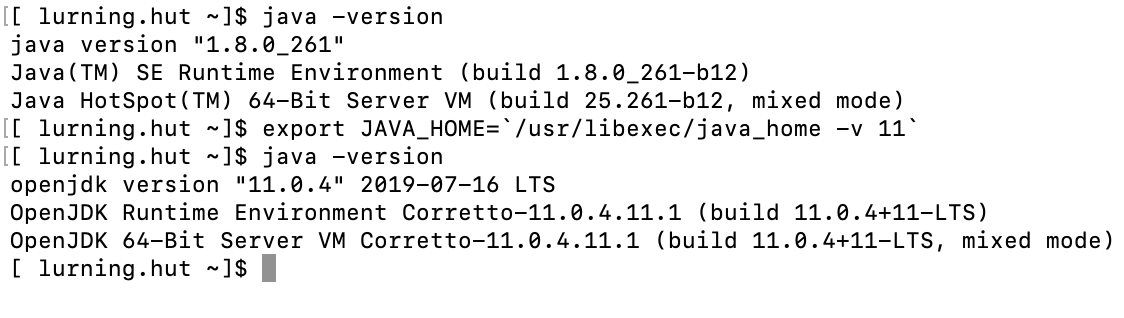 [[ lurning.hut ~]$ java -version
java version "1.8.0_261"
Java(TM) SE Runtime Environment (build 1.8.0_261-b12)
Java HotSpot(TM) 64-Bit Server VM (build 25.261-b12, mixed mode)
[[ lurning.hut ~]$ export JAVA_HOME=`/usr/libexec/java_home -v 11`
[[ lurning.hut ~]$ java -version
openjdk version "11.0.4" 2019-07-16 LTS
OpenJDK Runtime Environment Corretto-11.0.4.11.1 (build 11.0.4+11-LTS)
OpenJDK 64-Bit Server VM Corretto-11.0.4.11.1 (build 11.0.4+11-LTS, mixed mode)
[ lurning.hut ~]$